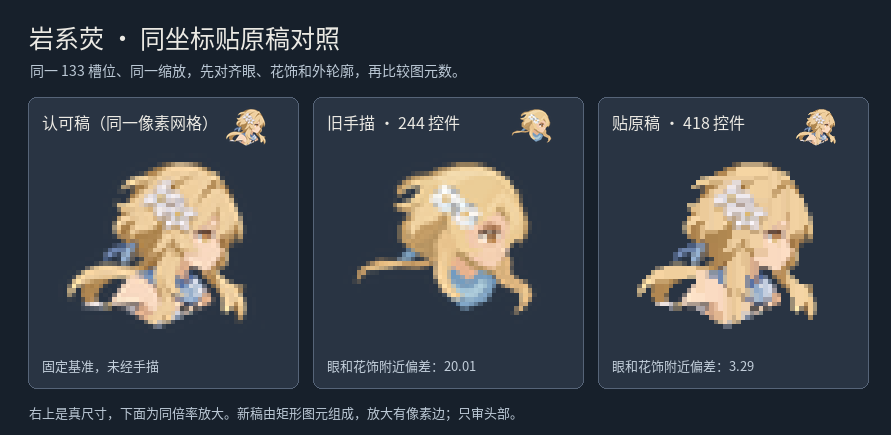 岩系荧 · 同坐标贴原稿对照
同一 133 槽位、同一缩放，先对齐眼、花饰和外轮廓，再比较图元数。
认可稿（同一像素网格）
旧手描 · 244 控件
贴原稿 · 418 控件
固定基准，未经手描
眼和花饰附近偏差：20.01
眼和花饰附近偏差：3.29
右上是真尺寸，下面为同倍率放大。新稿由矩形图元组成，放大有像素边；只审头部。